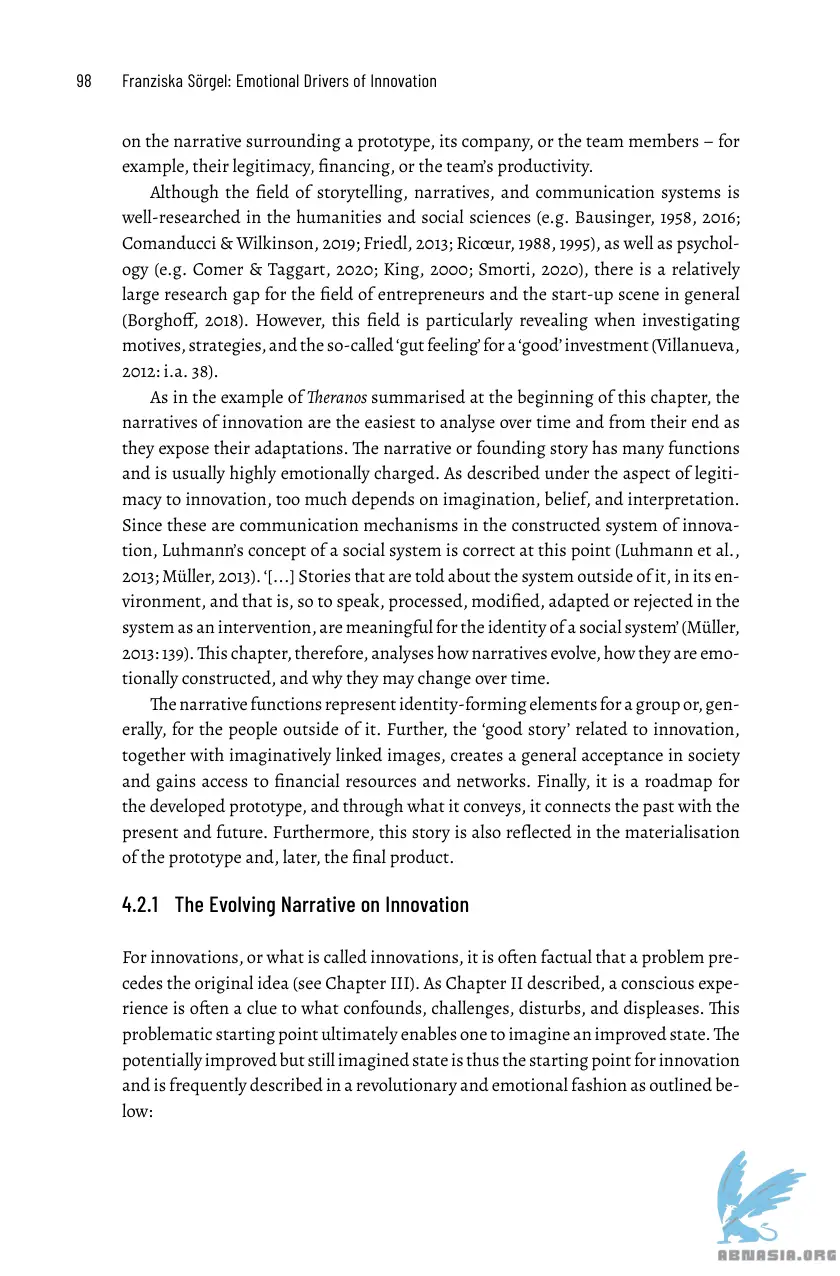 98 Franziska Sörgel: Emotional Drivers of Innovation
on the narrative surrounding a prototype, its company, or the team members – for
example, their legitimacy, financing, or the team’s productivity.
Although the field of storytelling, narratives, and communication systems is
well-researched in the humanities and social sciences (e.g. Bausinger, 1958, 2016;
Comanducci & Wilkinson, 2019; Friedl, 2013; Ricœur, 1988, 1995), as well as psychol-
ogy (e.g. Comer & Taggart, 2020; King, 2000; Smorti, 2020), there is a relatively
large research gap for the field of entrepreneurs and the start-up scene in general
(Borghoff, 2018). However, this field is particularly revealing when investigating
motives, strategies, and the so-called ‘gut feeling’ for a ‘good’ investment (Villanueva,
2012: i.a. 38).
As in the example of Theranos summarised at the beginning of this chapter, the
narratives of innovation are the easiest to analyse over time and from their end as
they expose their adaptations. The narrative or founding story has many functions
and is usually highly emotionally charged. As described under the aspect of legiti-
macy to innovation, too much depends on imagination, belief, and interpretation.
Since these are communication mechanisms in the constructed system of innova-
tion, Luhmann’s concept of a social system is correct at this point (Luhmann et al.,
2013; Müller, 2013). ‘[…] Stories that are told about the system outside of it, in its en-
vironment, and that is, so to speak, processed, modified, adapted or rejected in the
system as an intervention, are meaningful for the identity of a social system’ (Müller,
2013: 139). This chapter, therefore, analyses how narratives evolve, how they are emo-
tionally constructed, and why they may change over time.
The narrative functions represent identity-forming elements for a group or, gen-
erally, for the people outside of it. Further, the ‘good story’ related to innovation,
together with imaginatively linked images, creates a general acceptance in society
and gains access to financial resources and networks. Finally, it is a roadmap for
the developed prototype, and through what it conveys, it connects the past with the
present and future. Furthermore, this story is also reflected in the materialisation
of the prototype and, later, the final product.
4.2.1 The Evolving Narrative on Innovation
For innovations, or what is called innovations, it is often factual that a problem pre-
cedes the original idea (see Chapter III). As Chapter II described, a conscious expe-
rience is often a clue to what confounds, challenges, disturbs, and displeases. This
problematic starting point ultimately enables one to imagine an improved state. The
potentially improved but still imagined state is thus the starting point for innovation
and is frequently described in a revolutionary and emotional fashion as outlined be-
low:
ABNASIA.ORG